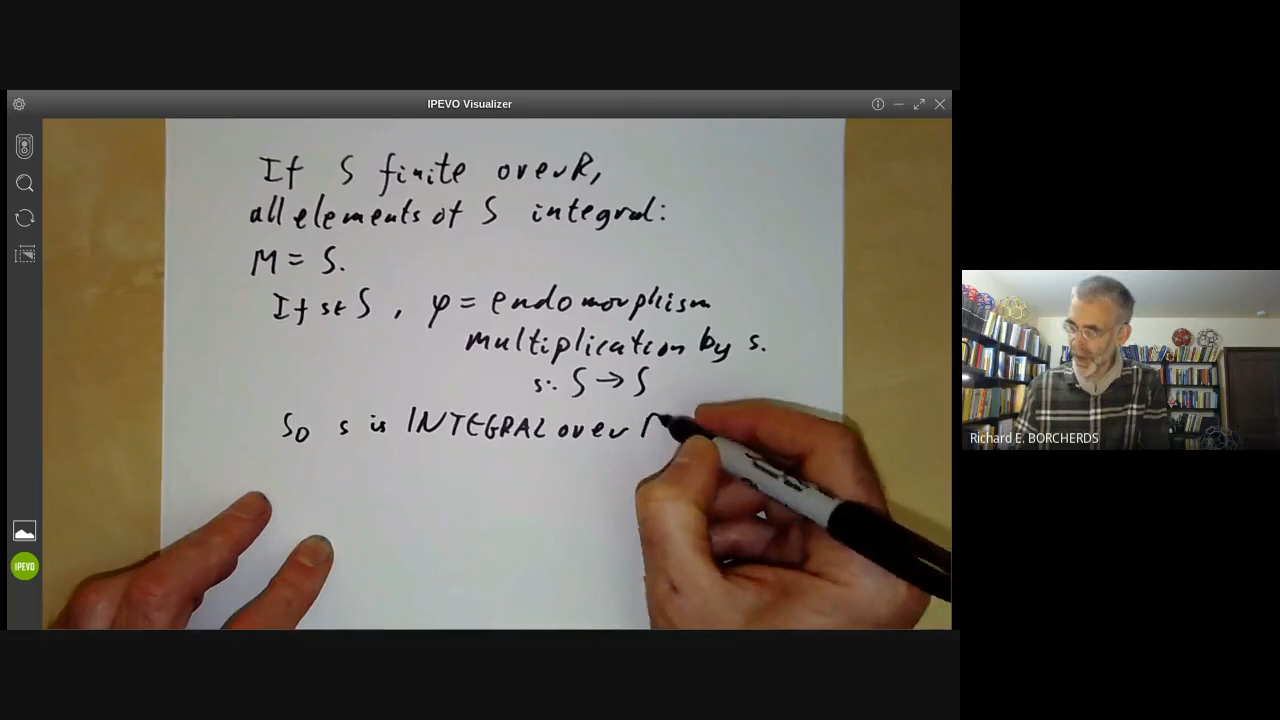 IPEVO Visualizer
If S finite over R,
all elements of S integral:
M = S.
If s ∈ S, φ = endomorphism
multiplication by s.
s: S → S
So s is INTEGRAL over
Richard E. BORCHERDS
IPEVO